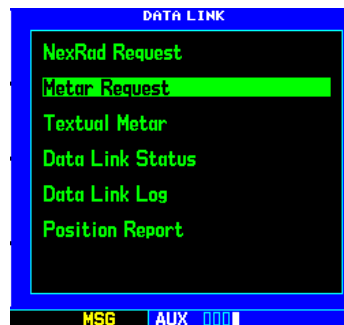 DATA LINK
NexRad Request
Metar Request
Textual Metar
Data Link Status
Data Link Log
Position Report
MSG AUX